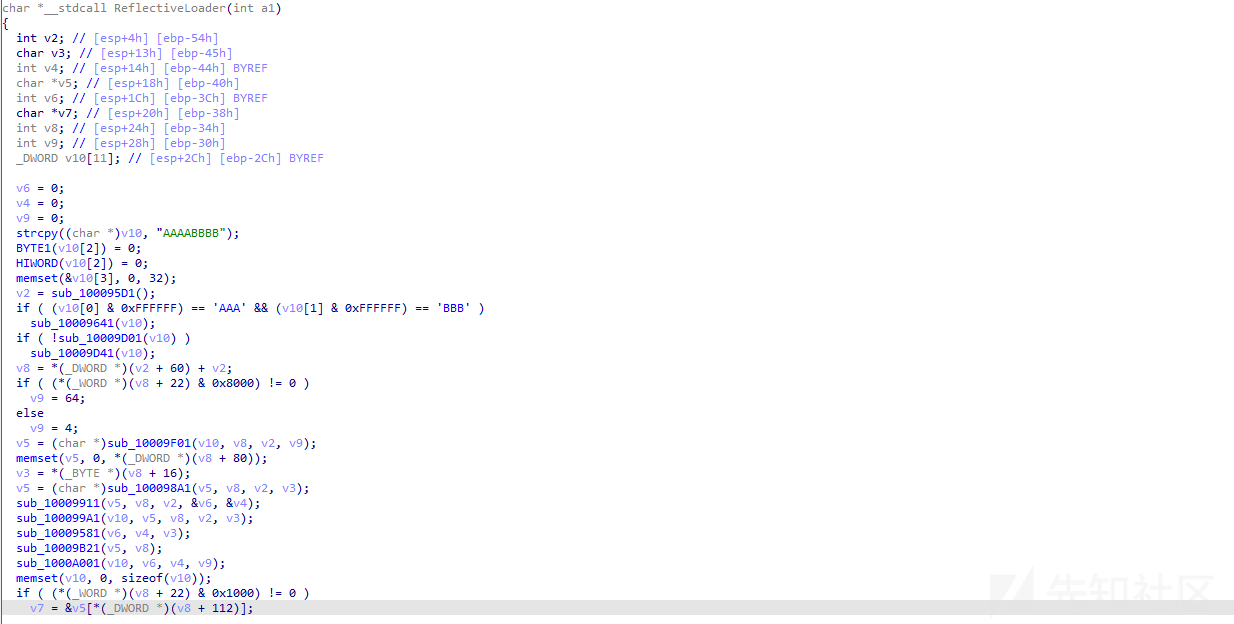 char *__stdcall ReflectiveLoader(int a1)
{
  int v2; // [esp+4h] [ebp-54h]
  char v3; // [esp+13h] [ebp-45h]
  int v4; // [esp+14h] [ebp-44h] BYREF
  char *v5; // [esp+18h] [ebp-40h]
  int v6; // [esp+1Ch] [ebp-3Ch] BYREF
  char *v7; // [esp+20h] [ebp-38h]
  int v8; // [esp+24h] [ebp-34h]
  int v9; // [esp+28h] [ebp-30h]
  _DWORD v10[11]; // [esp+2Ch] [ebp-2Ch] BYREF

  v6 = 0;
  v4 = 0;
  v9 = 0;
  strcpy((char *)v10, "AAAABBBB");
  BYTE1(v10[2]) = 0;
  HIWORD(v10[2]) = 0;
  memset(&v10[3], 0, 32);
  v2 = sub_100095D1();
  if ( (v10[0] & 0xFFFFFF) == 'AAA' && (v10[1] & 0xFFFFFF) == 'BBB' )
    sub_10009641(v10);
  if ( !sub_10009D01(v10) )
    sub_10009D41(v10);
  v8 = *(_DWORD *)(v2 + 60) + v2;
  if ( (*(_WORD *)(v8 + 22) & 0x8000) != 0 )
    v9 = 64;
  else
    v9 = 4;
  v5 = (char *)sub_10009F01(v10, v8, v2, v9);
  memset(v5, 0, *(_DWORD *)(v8 + 80));
  v3 = *(_BYTE *)(v8 + 16);
  v5 = (char *)sub_100098A1(v5, v8, v2, v3);
  sub_10009911(v5, v8, v2, &v6, &v4);
  sub_100099A1(v10, v5, v8, v2, v3);
  sub_10009581(v6, v4, v3);
  sub_10009B21(v5, v8);
  sub_1000A001(v10, v6, v4, v9);
  memset(v10, 0, sizeof(v10));
  if ( (*(_WORD *)(v8 + 22) & 0x1000) != 0 )
    v7 = &v5[*(_DWORD *)(v8 + 112)];
先知社区